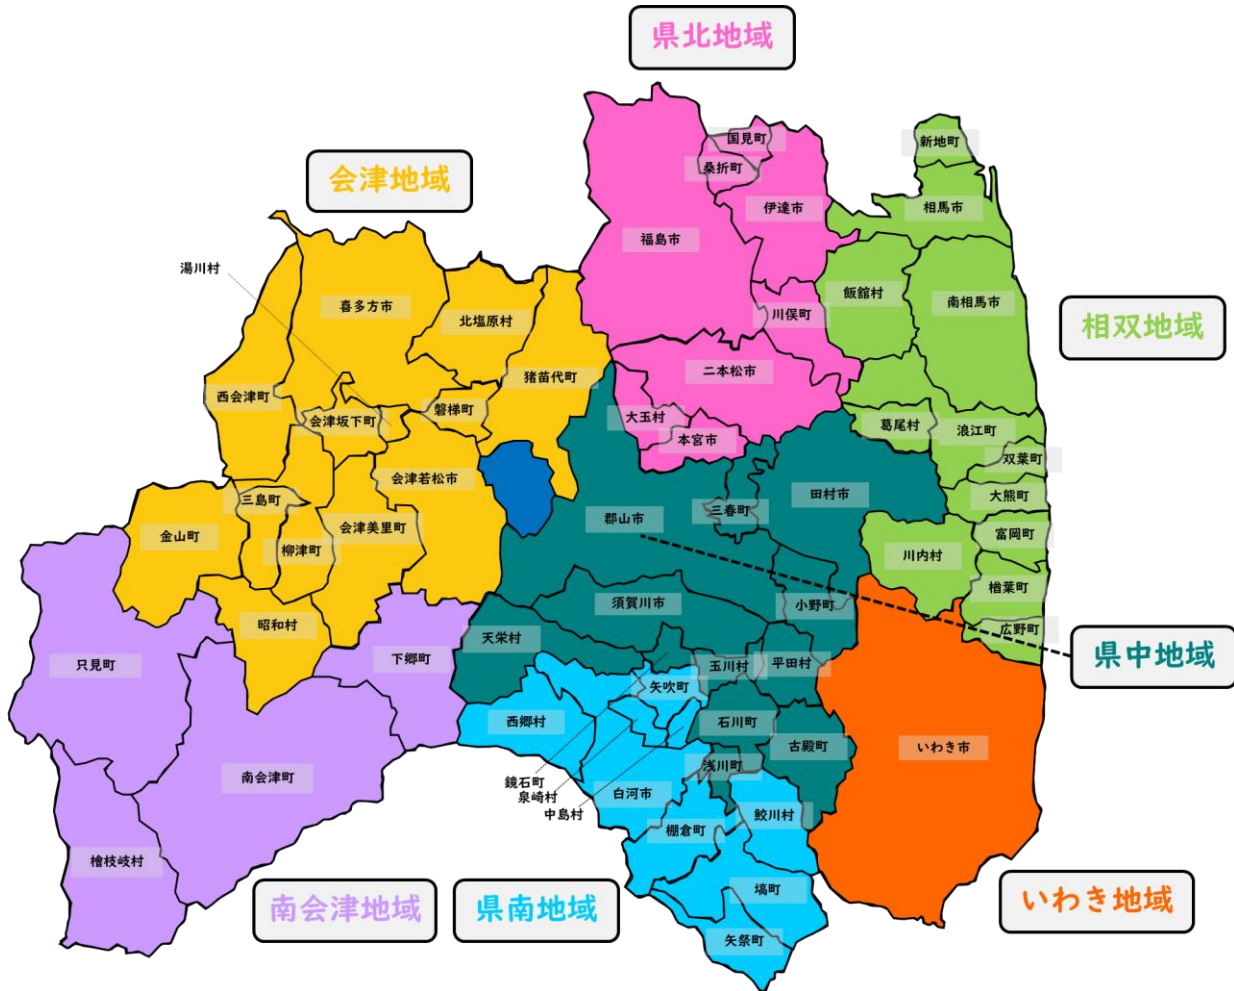 県北地域
国見町
新地町
桑折町
会津地域
伊達市
相馬市
福島市
湯川村
喜多方市
飯館村
南相馬市
北塩原村
川俣町
相双地域
猪苗代町
二本松市
西会津町
磐梯町
会津坂下町
大玉村
葛尾村
浪江町
本宮市
双葉町
会津若松市
田村市
大熊町
三島町
三春町
郡山市
会津美里町
金山町
富岡町
柳津町
川内村
楢葉町
須賀川市
小野町
昭和村
広野町
天栄村
下郷町
県中地域
只見町
玉川村
平田村
矢吹町
西郷村
石川町
古殿町
いわき市
浅川町
南会津町
鏡石町
泉崎村
白河市
中島村
鮫川村
棚倉町
檜枝岐村
塙町
いわき地域
南会津地域
県南地域
矢祭町